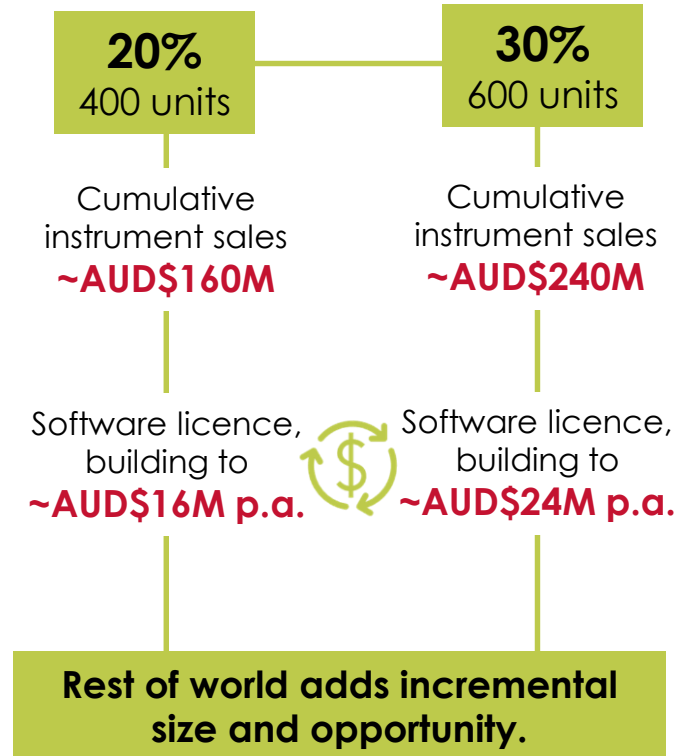 20%
400 units
Cumulative
instrument sales
~AUD$160M
Software licence,
building to
~AUD$16M p.a.
30%
600 units
Cumulative
instrument sales
~AUD$240M
Software licence,
building to
~AUD$24M p.a.
$
Rest of world adds incremental
size and opportunity.